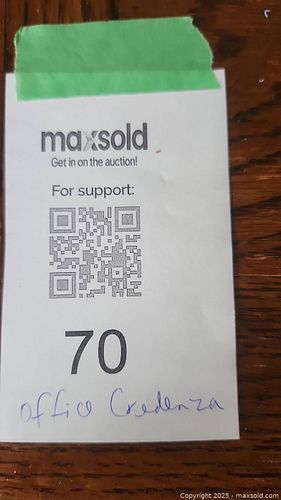 maxsold
Get in on the auction!
For support:
70
Office Credenza
Copyright 2025 - maxsold.com